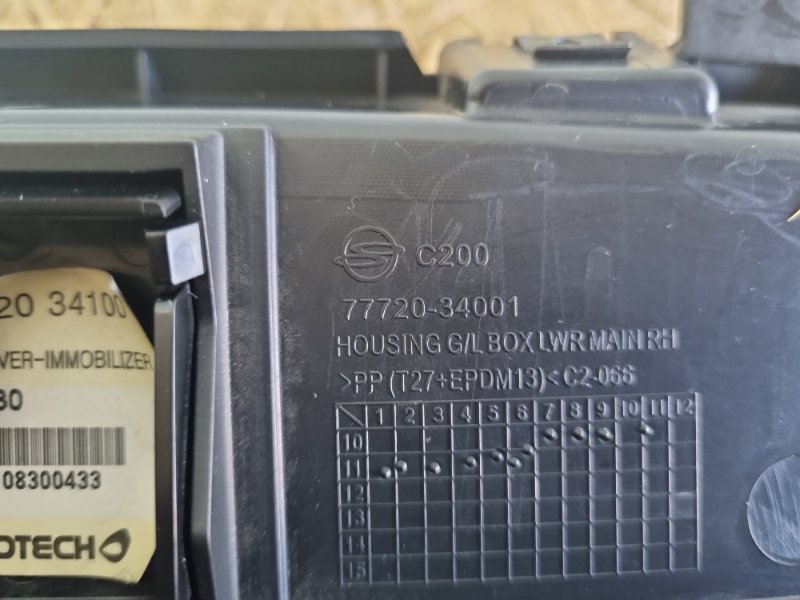 C200
77720-34001
HOUSING G/L BOX LWR MAIN RH
>PP (T27+EPDM13)< C2-066
1 2 3 4 5 6 7 8 9 10 11 12
10
11
12
13
14
15
20 34100
VER-IMMOBILIZER
30
08300433
OTECH